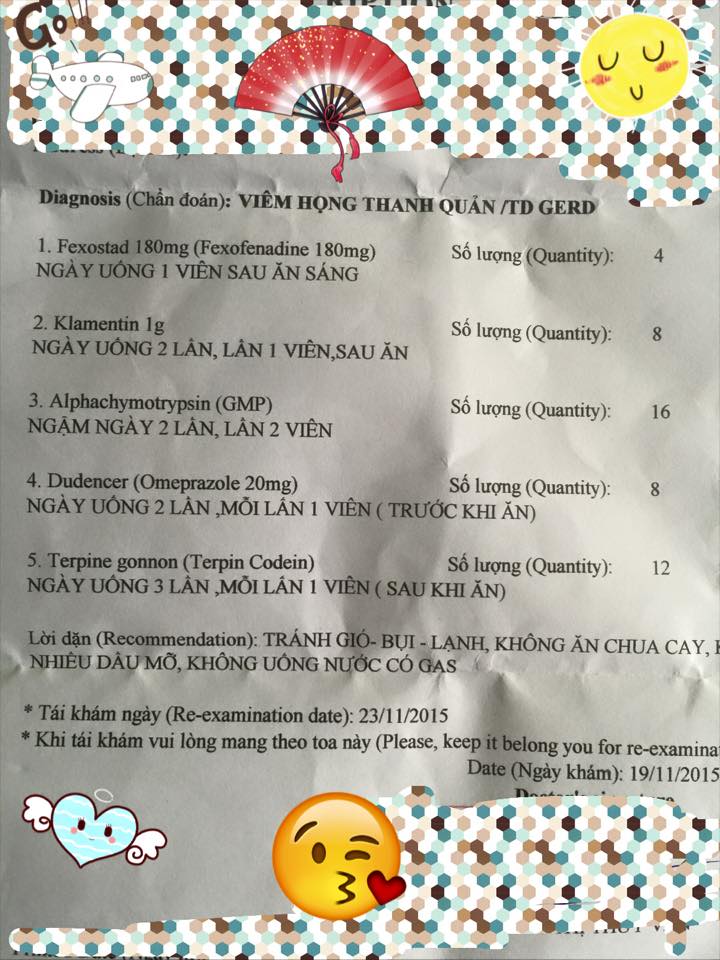 Go!!
Diagnosis (Chẩn đoán): VIÊM HỌNG THANH QUẢN /TD GERD
1. Fexostad 180mg (Fexofenadine 180mg) Số lượng (Quantity): 4
NGÀY UỐNG 1 VIÊN SAU ĂN SÁNG
2. Klamentin 1g Số lượng (Quantity): 8
NGÀY UỐNG 2 LẦN, LẦN 1 VIÊN,SAU ĂN
3. Alphachymotrypsin (GMP) Số lượng (Quantity): 16
NGẬM NGÀY 2 LẦN, LẦN 2 VIÊN
4. Dudencer (Omeprazole 20mg) Số lượng (Quantity): 8
NGÀY UỐNG 2 LẦN ,MỖI LẦN 1 VIÊN ( TRƯỚC KHI ĂN)
5. Terpine gonnon (Terpin Codein) Số lượng (Quantity): 12
NGÀY UỐNG 3 LẦN ,MỖI LẦN 1 VIÊN ( SAU KHI ĂN)
Lời dặn (Recommendation): TRÁNH GIÓ- BỤI - LẠNH, KHÔNG ĂN CHUA CAY,
NHIỀU DẦU MỠ, KHÔNG UỐNG NƯỚC CÓ GAS
* Tái khám ngày (Re-examination date): 23/11/2015
* Khi tái khám vui lòng mang theo toa này (Please, keep it belong you for re-examina
Date (Ngày khám): 19/11/2015